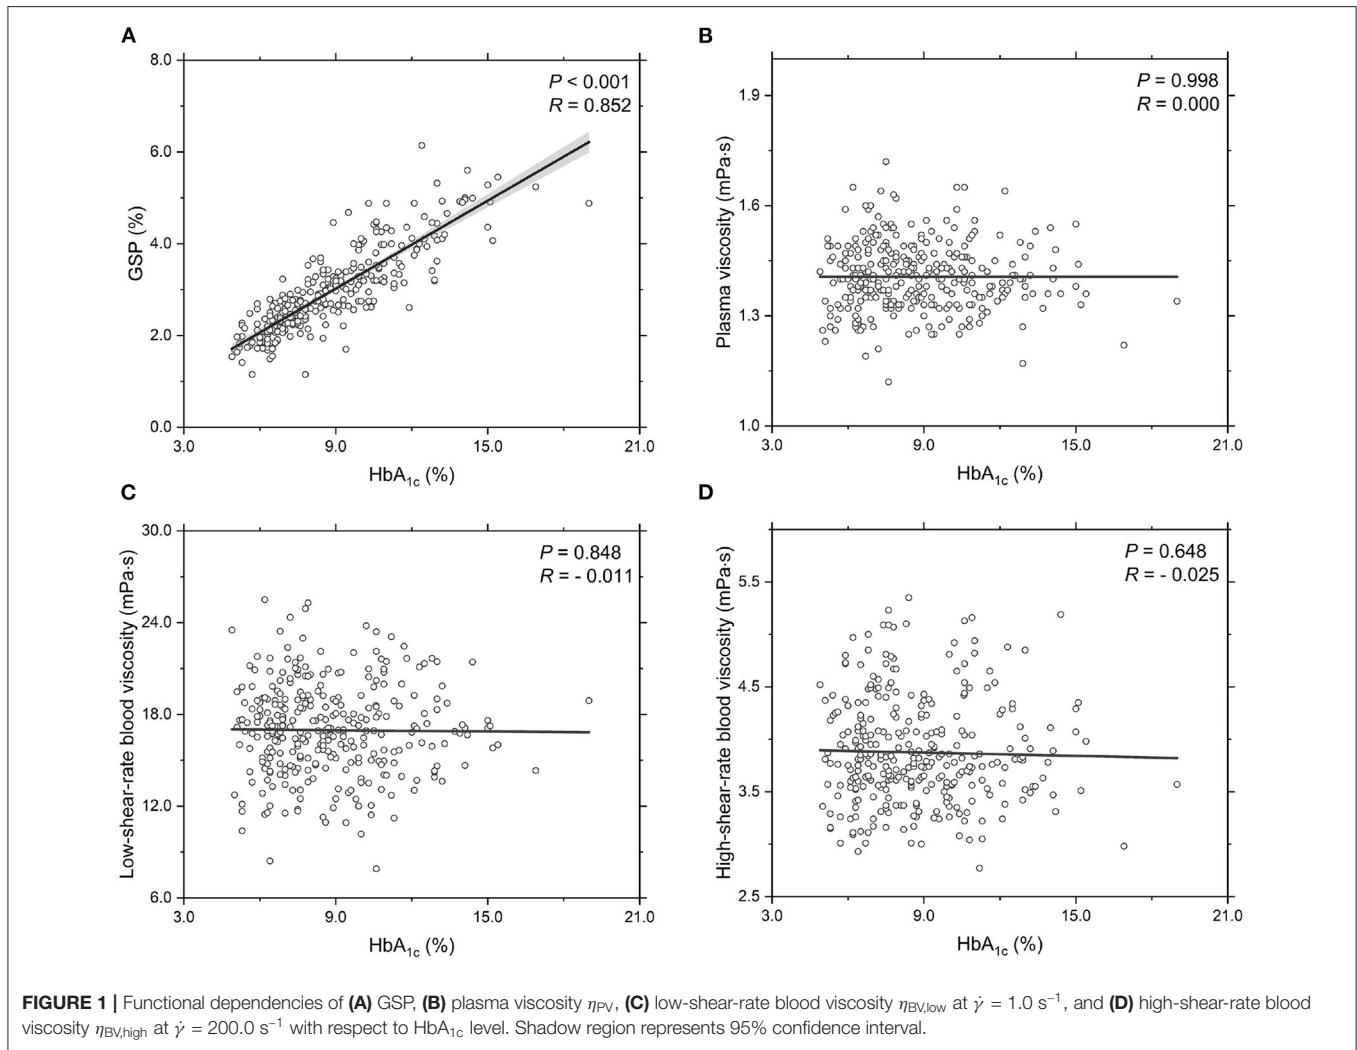 A
8.0
6.0
4.0
2.0
0.0
GSP (%)
P < 0.001
R = 0.852
3.0 9.0 15.0 21.0
HbA1c (%)
B
1.9
1.6
1.3
1.0
Plasma viscosity (mPa·s)
P = 0.998
R = 0.000
3.0 9.0 15.0 21.0
HbA1c (%)
C
30.0
24.0
18.0
12.0
6.0
Low-shear-rate blood viscosity (mPa·s)
P = 0.848
R = - 0.011
3.0 9.0 15.0 21.0
HbA1c (%)
D
5.5
4.5
3.5
2.5
High-shear-rate blood viscosity (mPa·s)
P = 0.648
R = - 0.025
3.0 9.0 15.0 21.0
HbA1c (%)
FIGURE 1 | Functional dependencies of (A) GSP, (B) plasma viscosity ηPV, (C) low-shear-rate blood viscosity ηBV,low at γ̇ = 1.0 s⁻¹, and (D) high-shear-rate blood
viscosity ηBV,high at γ̇ = 200.0 s⁻¹ with respect to HbA1c level. Shadow region represents 95% confidence interval.